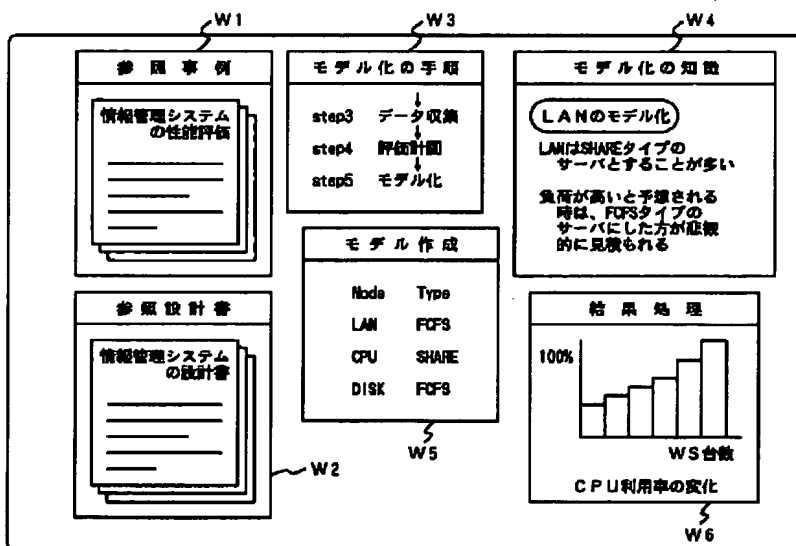 W1
参照事例
情報管理システム
の性能評価
W3
モデル化の手順
step3 データ収集
step4 評価計画
step5 モデル化
W4
モデル化の知識
LANのモデル化
LANはSHAREタイプの
サーバとすることが多い
負荷が高いと予想される
時は、FCFSタイプの
サーバにした方が悲観
的に見積もれる
参照設計書
情報管理システム
の設計書
W2
モデル作成
Node Type
LAN FCFS
CPU SHARE
DISK FCFS
W5
結果処理
100%
WS台数
CPU利用率の変化
W6